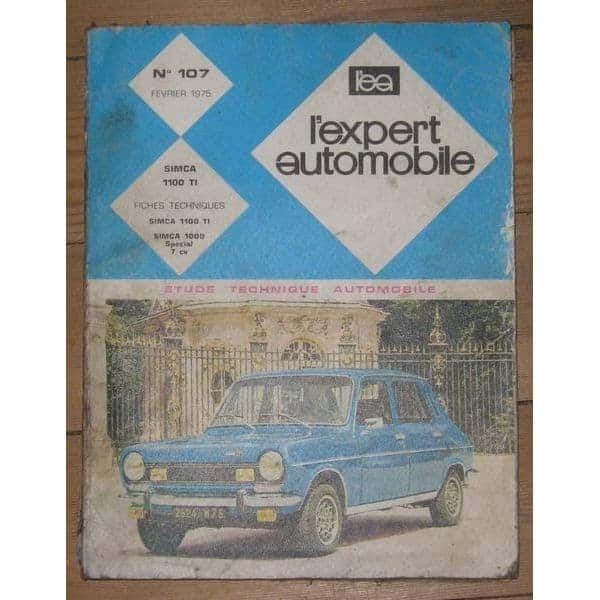 N° 107
FEVRIER 1975
l'ea
l'expert
automobile
SIMCA
1100 TI
FICHES TECHNIQUES
SIMCA 1100 TI
SIMCA 1000
Spezial
7 cv
ETUDE TECHNIQUE AUTOMOBILE